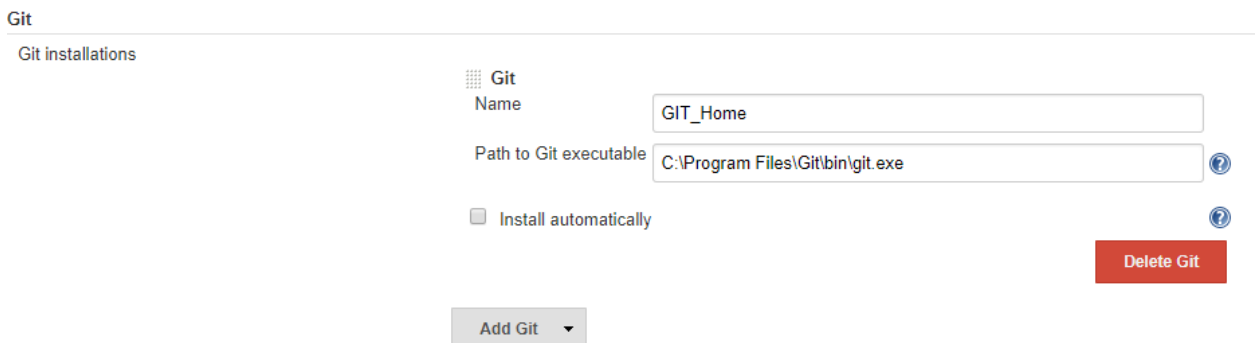 Git
Git installations
Git
Name
GIT_Home
Path to Git executable
C:\Program Files\Git\bin\git.exe
?
Install automatically
?
Delete Git
Add Git